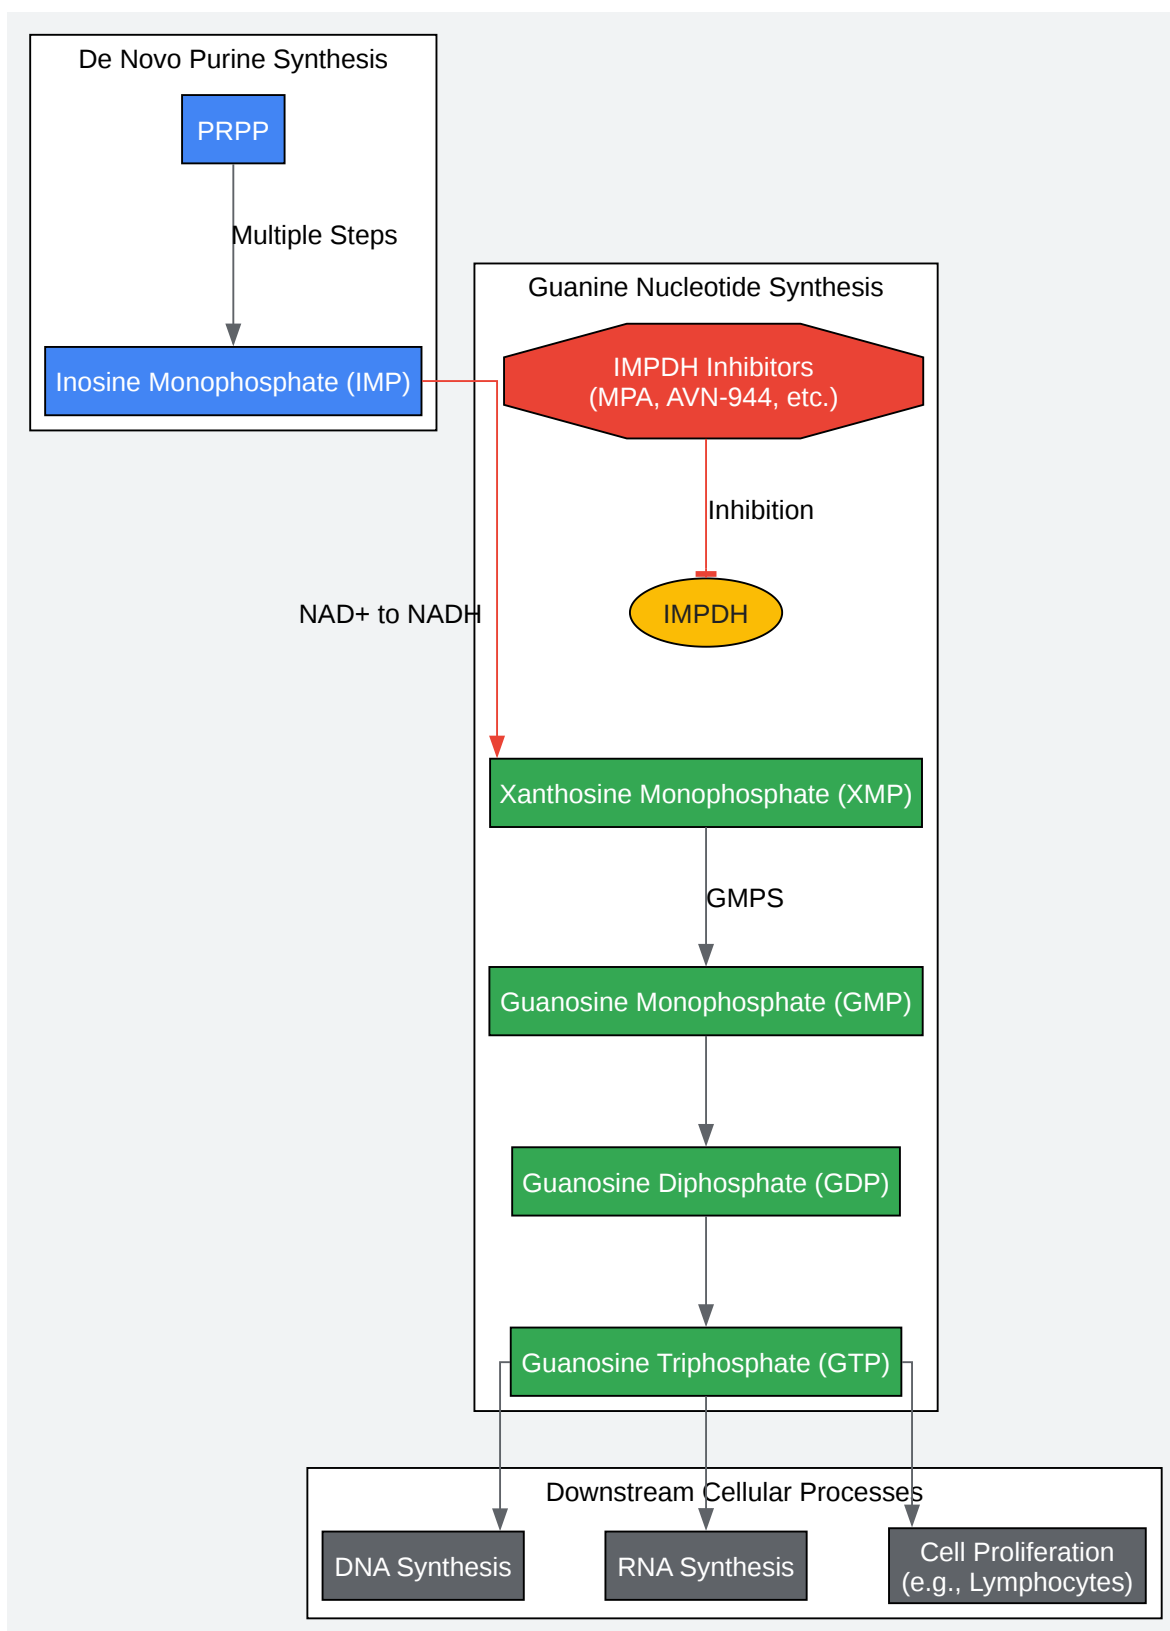 De Novo Purine Synthesis
PRPP
Multiple Steps
Inosine Monophosphate (IMP)
Guanine Nucleotide Synthesis
IMPDH Inhibitors
(MPA, AVN-944, etc.)
Inhibition
NAD+ to NADH
IMPDH
Xanthosine Monophosphate (XMP)
GMPS
Guanosine Monophosphate (GMP)
Guanosine Diphosphate (GDP)
Guanosine Triphosphate (GTP)
Downstream Cellular Processes
DNA Synthesis
RNA Synthesis
Cell Proliferation
(e.g., Lymphocytes)